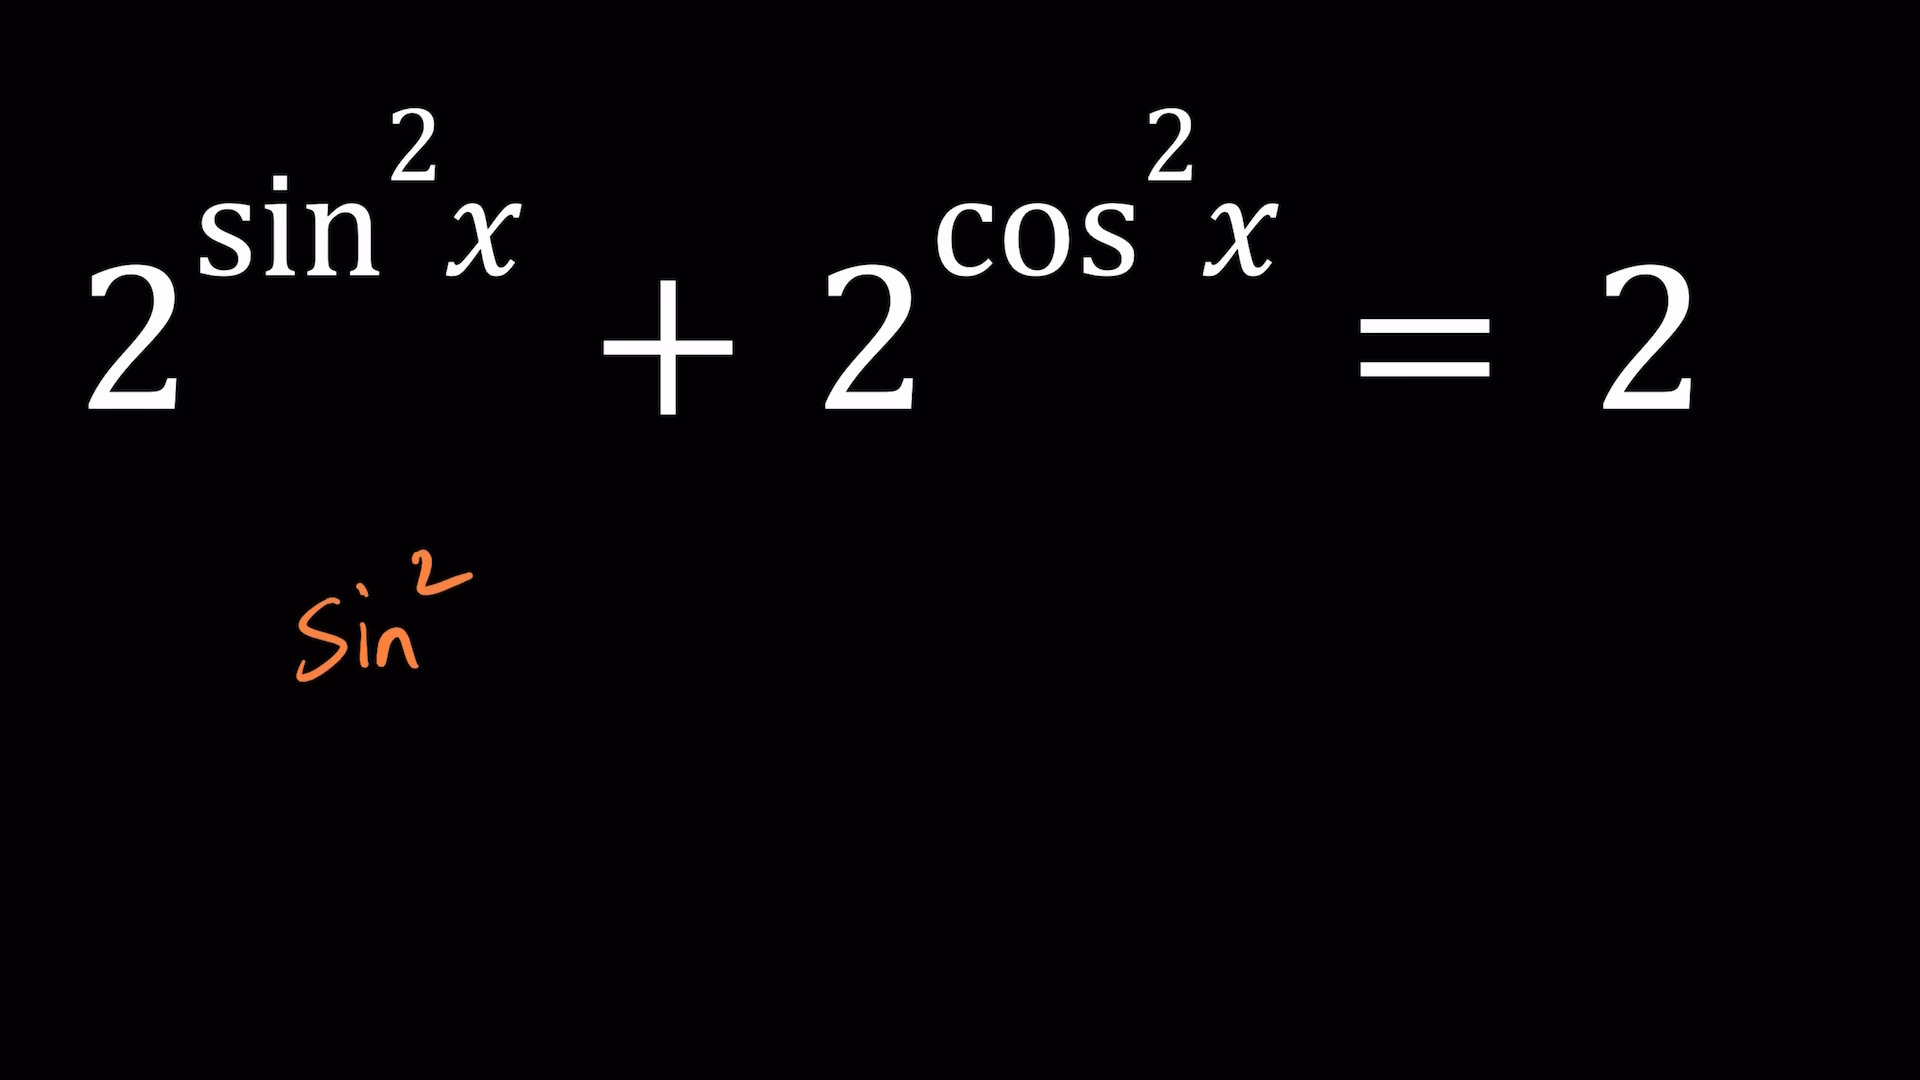 2^{sin^2 x} + 2^{cos^2 x} = 2
sin^2